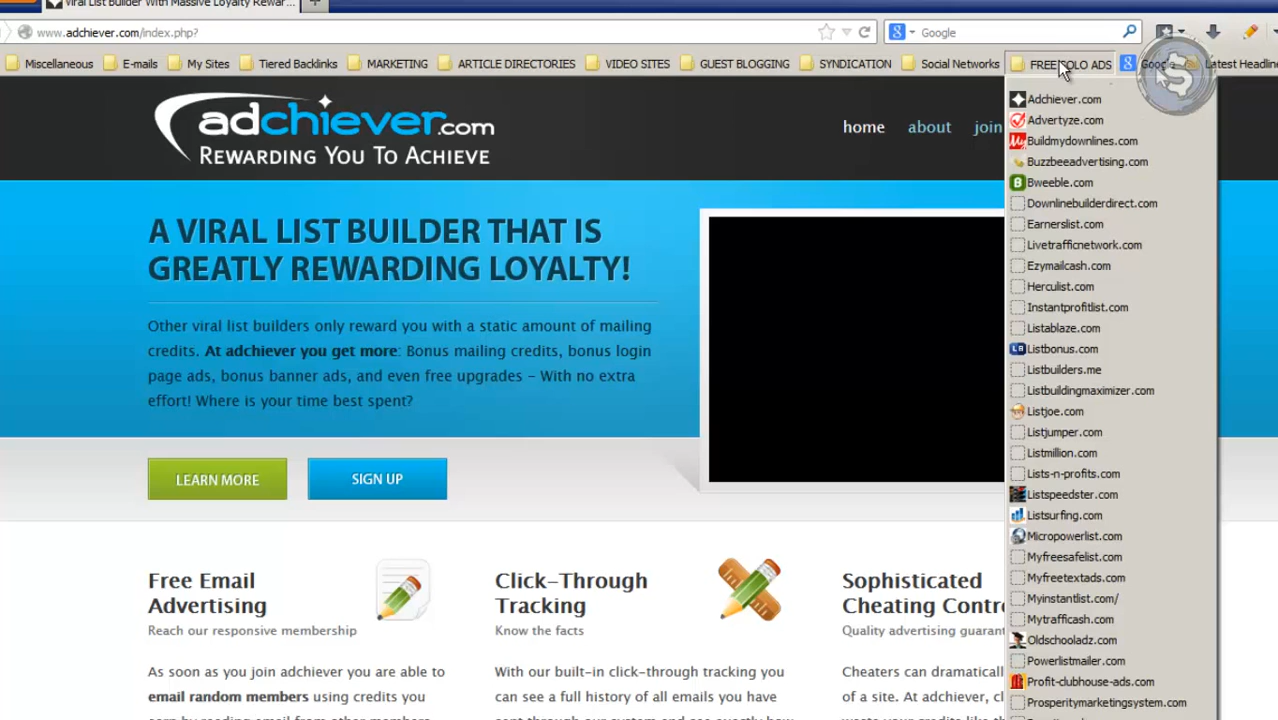 Viral List Builder With Massive Loyalty Rewar...
www.adchiever.com/index.php?
Google
Miscellaneous E-mails My Sites Tiered Backlinks MARKETING ARTICLE DIRECTORIES VIDEO SITES GUEST BLOGGING SYNDICATION Social Networks FREE SOLO ADS Google Latest Headline
adchiever.com
REWARDING YOU TO ACHIEVE
home about join
A VIRAL LIST BUILDER THAT IS
GREATLY REWARDING LOYALTY!
Other viral list builders only reward you with a static amount of mailing
credits. At adchiever you get more: Bonus mailing credits, bonus login
page ads, bonus banner ads, and even free upgrades – With no extra
effort! Where is your time best spent?
LEARN MORE
SIGN UP
Free Email
Advertising
Reach our responsive membership
As soon as you join adchiever you are able to
email random members using credits you
Click-Through
Tracking
Know the facts
With our built-in click-through tracking you
can see a full history of all emails you have
Sophisticated
Cheating Contr
Quality advertising guaran
Cheaters can dramatical
of a site. At adchiever, cl
Adchiever.com
Advertyze.com
Buildmydownlines.com
Buzzbeeadvertising.com
Bweeble.com
Downlinebuilderdirect.com
Earnerslist.com
Livetrafficnetwork.com
Ezymailcash.com
Herculist.com
Instantprofitlist.com
Listablaze.com
Listbonus.com
Listbuilders.me
Listbuildingmaximizer.com
Listjoe.com
Listjumper.com
Listmillion.com
Lists-n-profits.com
Listspeedster.com
Listsurfing.com
Micropowerlist.com
Myfreesafelist.com
Myfreetextads.com
Myinstantlist.com/
Mytrafficash.com
Oldschooladz.com
Powerlistmailer.com
Profit-clubhouse-ads.com
Prosperitymarketingsystem.com